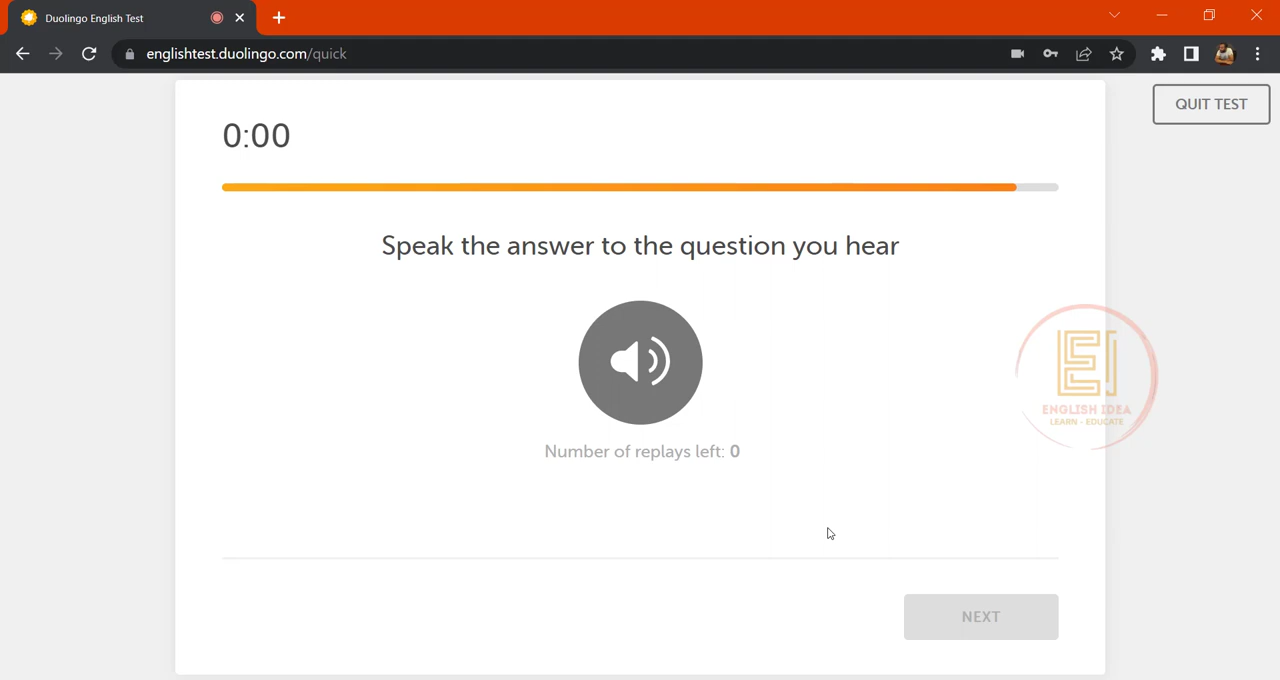 Duolingo English Test
englishtest.duolingo.com/quick
QUIT TEST
0:00
Speak the answer to the question you hear
Number of replays left: 0
EI
ENGLISH IDEA
LEARN - EDUCATE
NEXT